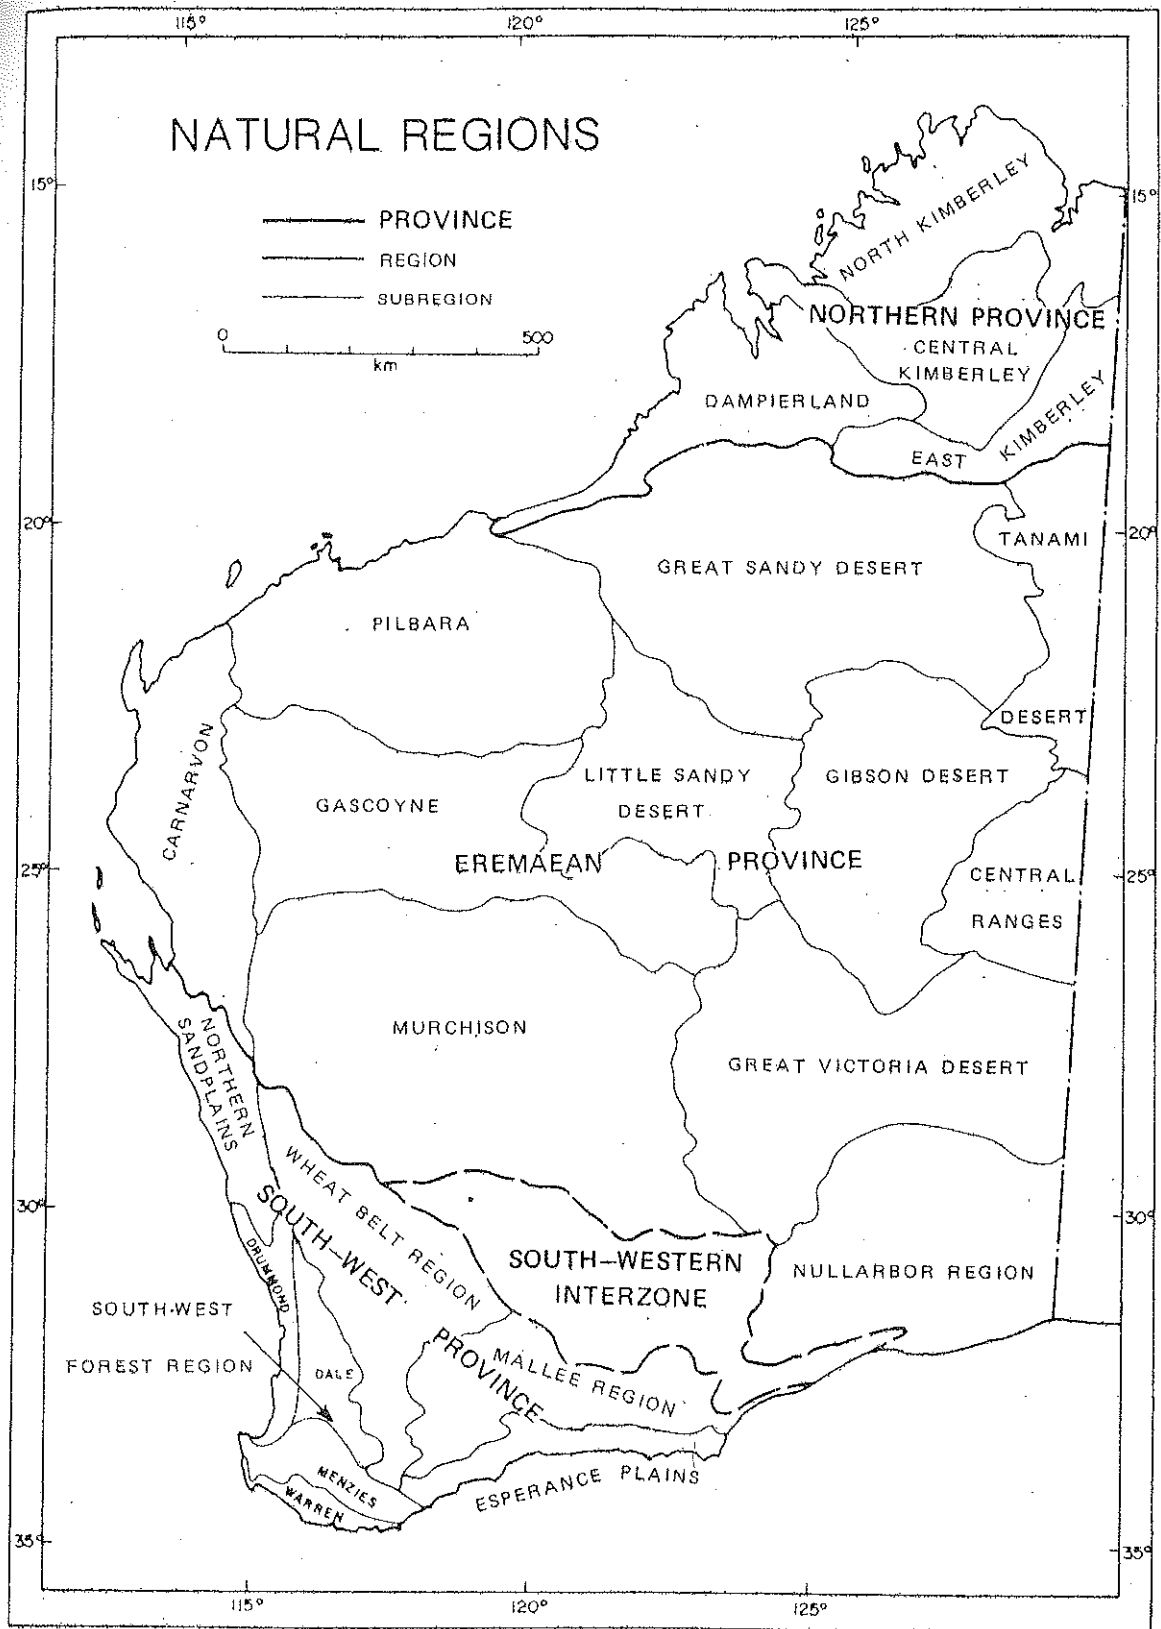 115°
120°
125°
NATURAL REGIONS
15°
15°
PROVINCE
REGION
SUBREGION
0
500
km
NORTH KIMBERLEY
NORTHERN PROVINCE
CENTRAL
KIMBERLEY
DAMPIERLAND
EAST KIMBERLEY
20°
20°
TANAMI
GREAT SANDY DESERT
PILBARA
DESERT
CARNARVON
LITTLE SANDY
DESERT
GIBSON DESERT
GASCOYNE
EREMAEAN PROVINCE
25°
25°
CENTRAL
RANGES
MURCHISON
NORTHERN
SANDPLAINS
GREAT VICTORIA DESERT
WHEAT BELT REGION
30°
30°
SOUTH-WEST
PROVINCE
SOUTH-WESTERN
INTERZONE
NULLARBOR REGION
DRUMMOND
SOUTH-WEST
FOREST REGION
DALE
MALLEE REGION
MENZIES
WARREN
ESPERANCE PLAINS
35°
35°
115°
120°
125°